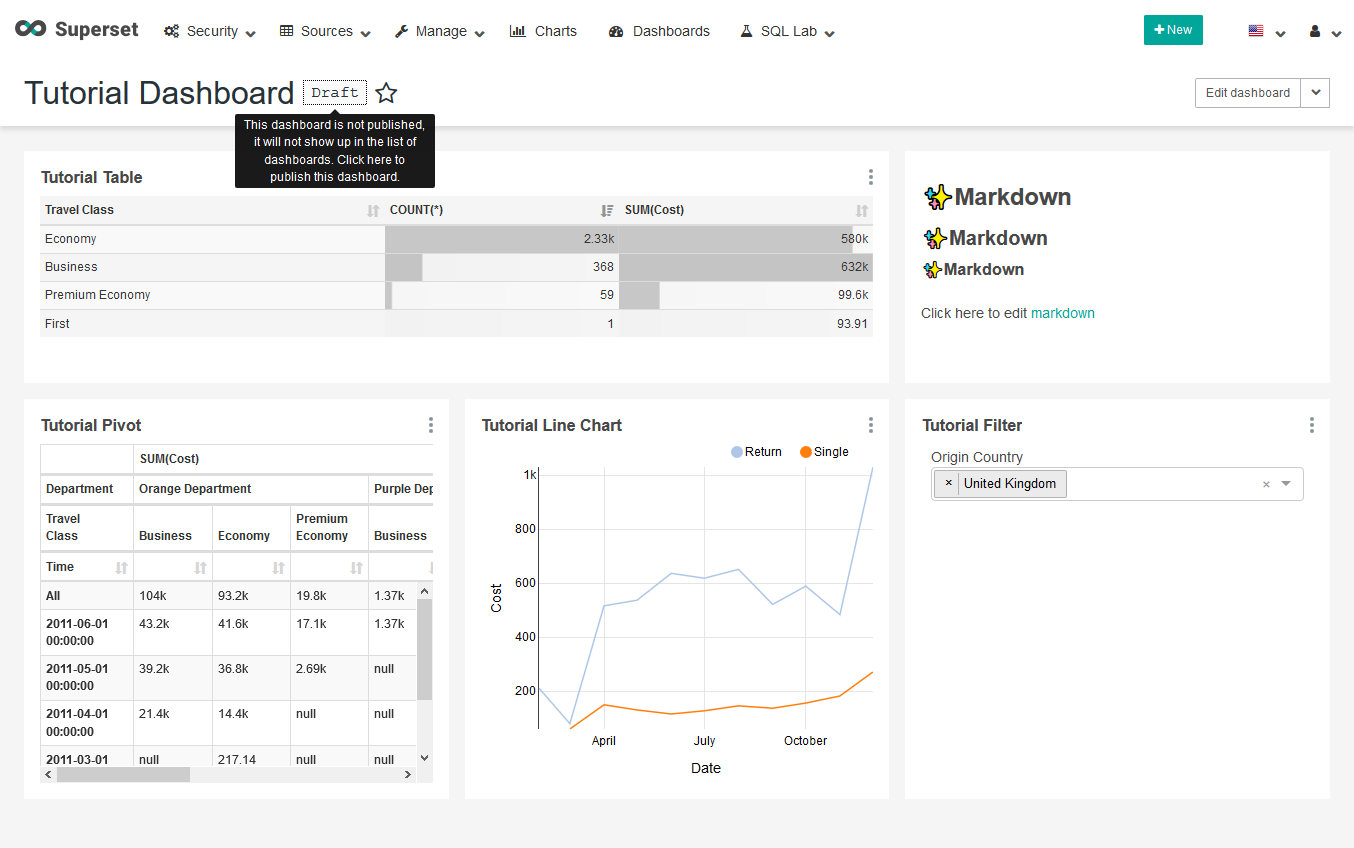 Superset Security Sources Manage Charts Dashboards SQL Lab + New
Tutorial Dashboard Draft Edit dashboard
This dashboard is not published,
it will not show up in the list of
dashboards. Click here to
publish this dashboard.
Tutorial Table
Travel Class COUNT(*) SUM(Cost)
Economy 2.33k 580k
Business 368 632k
Premium Economy 59 99.6k
First 1 93.91
Markdown
Markdown
Markdown
Click here to edit markdown
Tutorial Pivot
SUM(Cost)
Department Orange Department Purple Dep
Travel
Class Business Economy Premium
Economy Business
Time
All 104k 93.2k 19.8k 1.37k
2011-06-01
00:00:00 43.2k 41.6k 17.1k 1.37k
2011-05-01
00:00:00 39.2k 36.8k 2.69k null
2011-04-01
00:00:00 21.4k 14.4k null null
2011-03-01 null 217.14 null null
Tutorial Line Chart
Return Single
1k
800
600
400
200
Cost
April July October
Date
Tutorial Filter
Origin Country
× United Kingdom ×